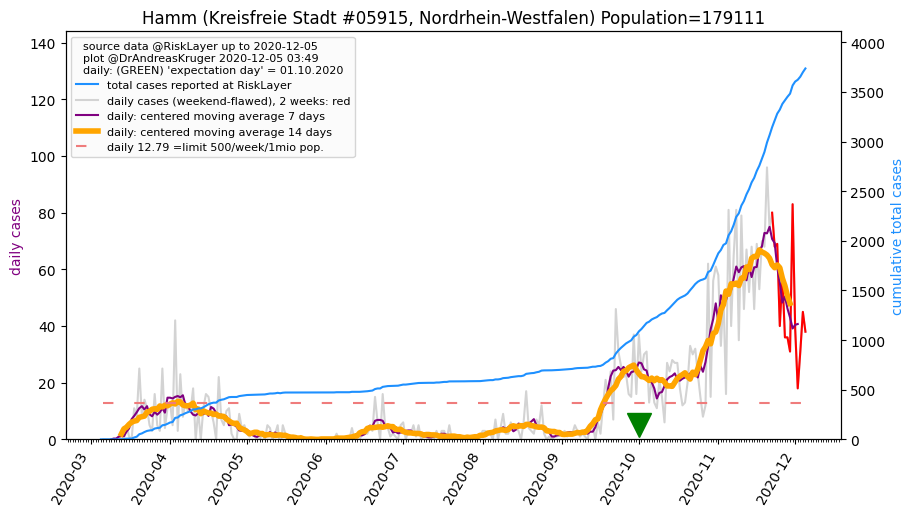 Hamm (Kreisfreie Stadt #05915, Nordrhein-Westfalen) Population=179111
source data @RiskLayer up to 2020-12-05
plot @DrAndreasKruger 2020-12-05 03:49
daily: (GREEN) 'expectation day' = 01.10.2020
total cases reported at RiskLayer
daily cases (weekend-flawed), 2 weeks: red
daily: centered moving average 7 days
daily: centered moving average 14 days
daily 12.79 =limit 500/week/1mio pop.
daily cases
140
120
100
80
60
40
20
0
4000
3500
3000
2500
2000
1500
1000
500
0
cumulative total cases
2020-03
2020-04
2020-05
2020-06
2020-07
2020-08
2020-09
2020-10
2020-11
2020-12